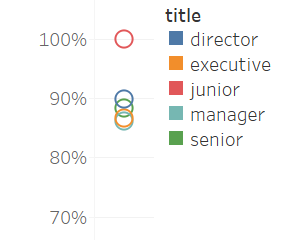 title
100%
director
executive
junior
90%
manager
senior
80%
70%